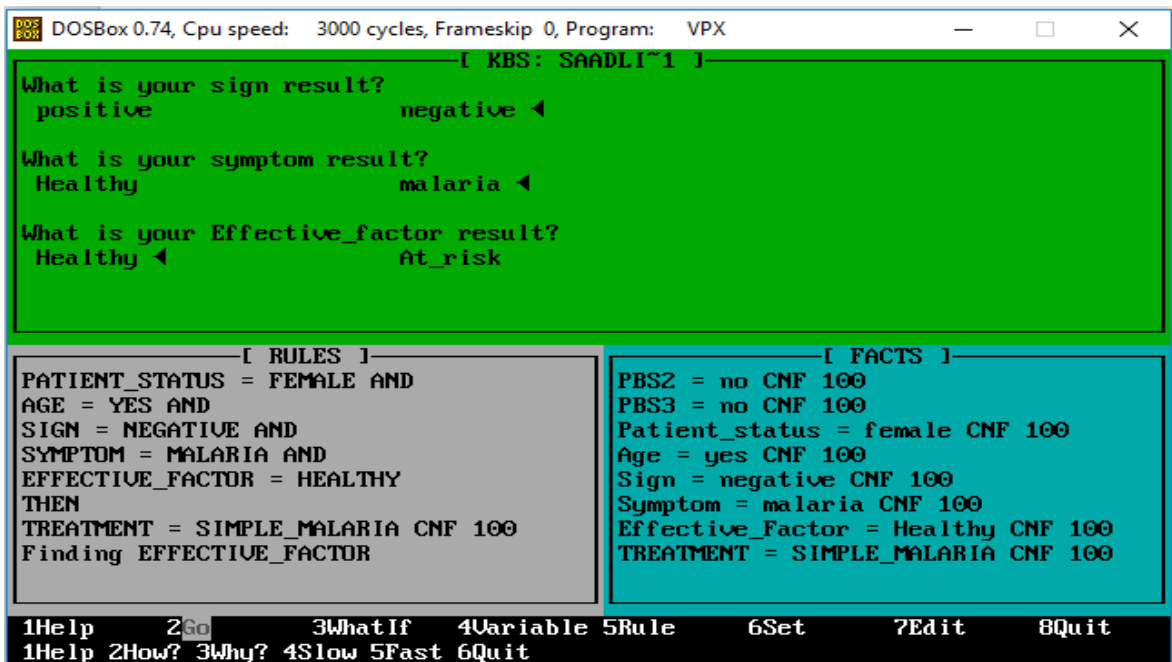 DOSBox 0.74, Cpu speed: 3000 cycles, Frameskip 0, Program: VPX
[ KBS: SAADLI~1 ]
What is your sign result?
positive negative
What is your symptom result?
Healthy malaria
What is your Effective_factor result?
Healthy At_risk
[ RULES ]
PATIENT_STATUS = FEMALE AND
AGE = YES AND
SIGN = NEGATIVE AND
SYMPTOM = MALARIA AND
EFFECTIVE_FACTOR = HEALTHY
THEN
TREATMENT = SIMPLE_MALARIA CNF 100
Finding EFFECTIVE_FACTOR
[ FACTS ]
PBS2 = no CNF 100
PBS3 = no CNF 100
Patient_status = female CNF 100
Age = yes CNF 100
Sign = negative CNF 100
Symptom = malaria CNF 100
Effective_Factor = Healthy CNF 100
TREATMENT = SIMPLE_MALARIA CNF 100
1Help 2Go 3WhatIf 4Variable 5Rule 6Set 7Edit 8Quit
1Help 2How? 3Why? 4Slow 5Fast 6Quit